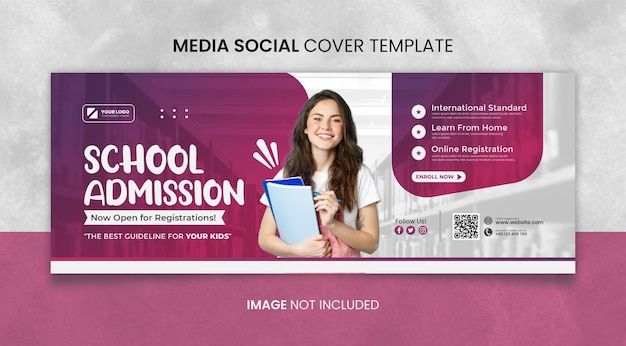 MEDIA SOCIAL COVER TEMPLATE
YOUR LOGO
SCHOOL
ADMISSION
Now Open for Registrations!
"THE BEST GUIDELINE FOR YOUR KIDS"
International Standard
Learn From Home
Online Registration
ENROLL NOW
Follow Us!
www.website.com
IMAGE NOT INCLUDED